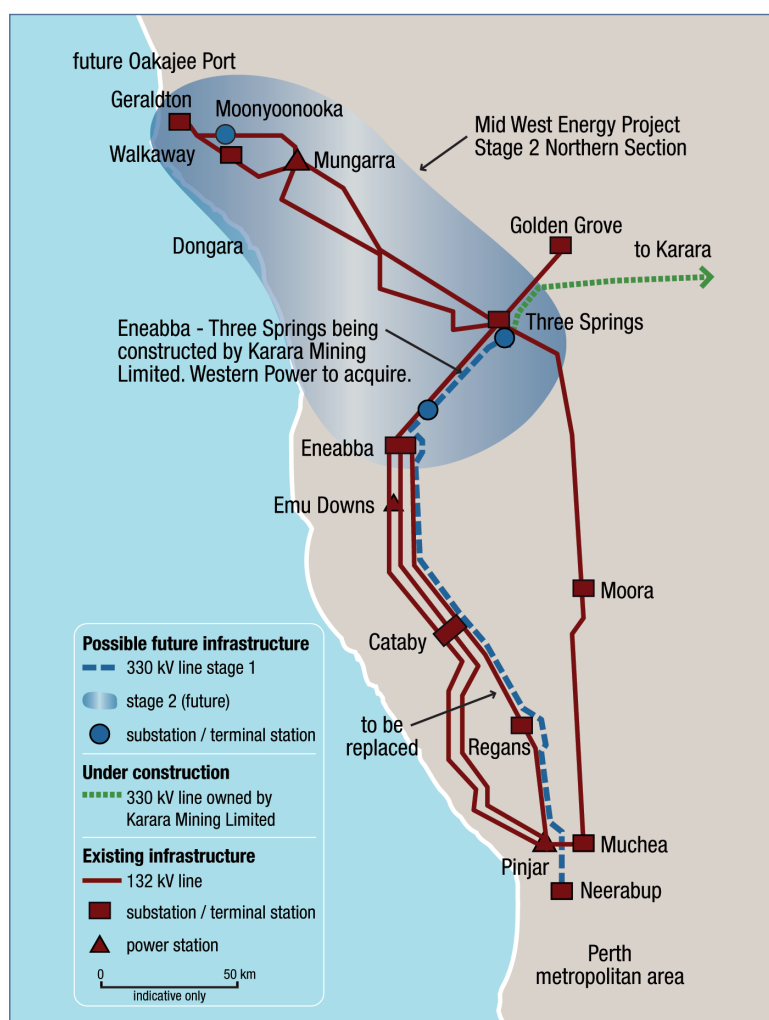 future Oakajee Port
Geraldton
Moonyoonooka
Walkaway
Mungarra
Mid West Energy Project
Stage 2 Northern Section
Golden Grove
to Karara
Dongara
Three Springs
Eneabba - Three Springs being
constructed by Karara Mining
Limited. Western Power to acquire.
Eneabba
Emu Downs
Moora
Cataby
to be
replaced
Regans
Muchea
Pinjar
Neerabup
Perth
metropolitan area
Possible future infrastructure
330 kV line stage 1
stage 2 (future)
substation / terminal station
Under construction
330 kV line owned by
Karara Mining Limited
Existing infrastructure
132 kV line
substation / terminal station
power station
0 50 km
indicative only